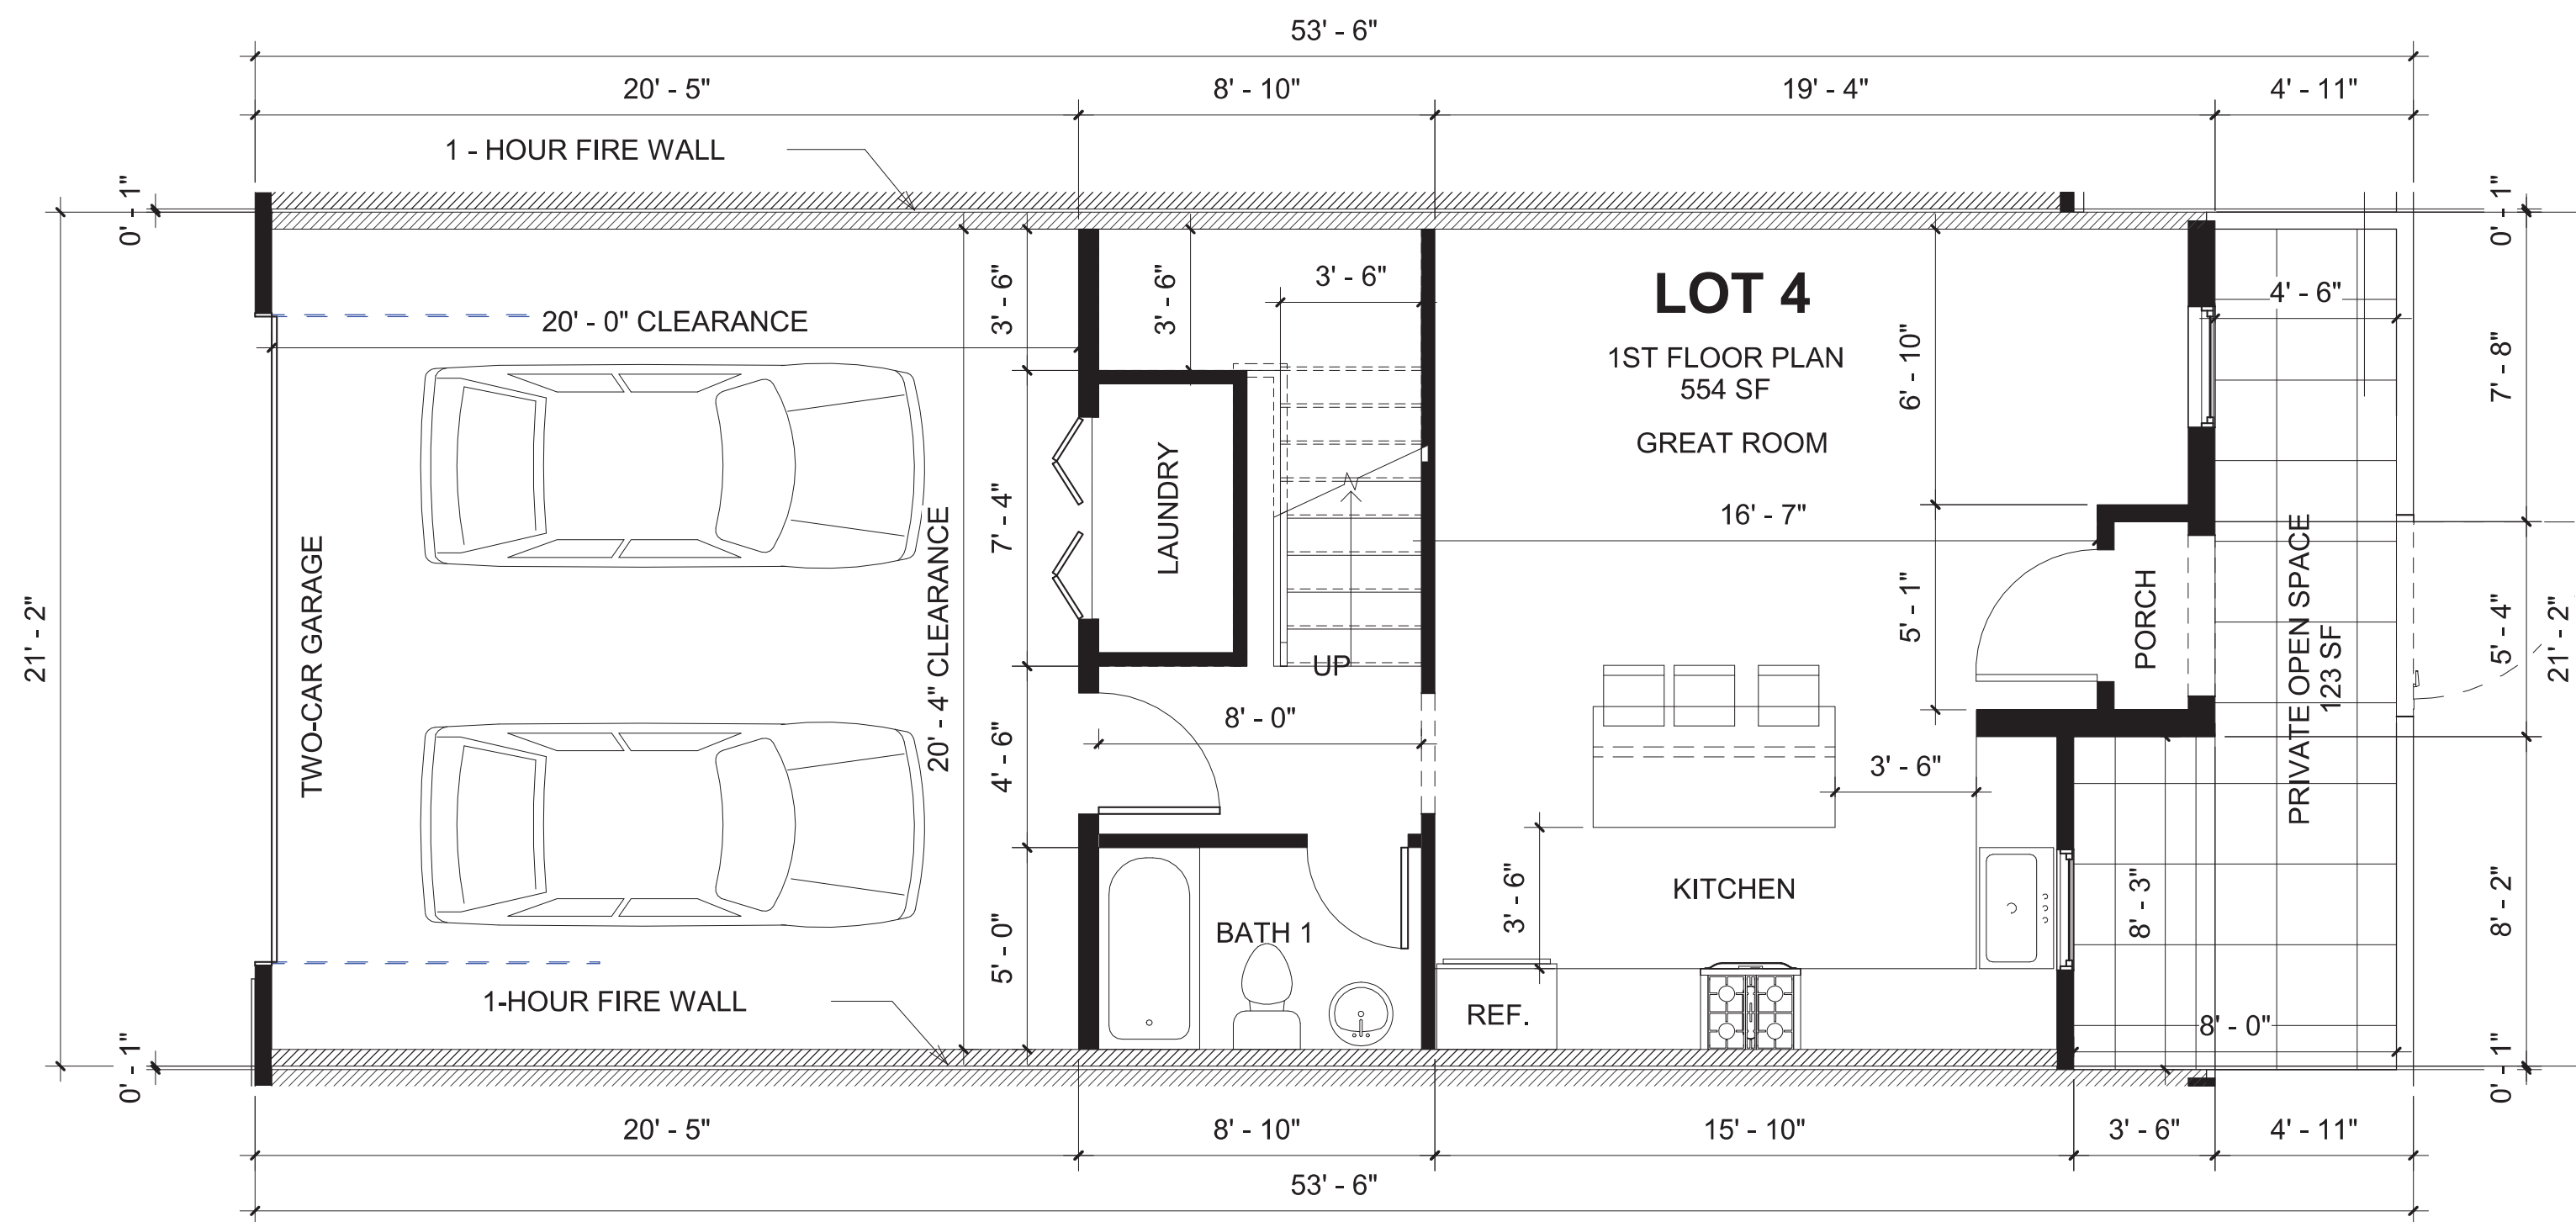 53' - 6"
20' - 5"
8' - 10"
19' - 4"
4' - 11"
1 - HOUR FIRE WALL
0' - 1"
0' - 1"
3' - 6"
3' - 6"
3' - 6"
LOT 4
4' - 6"
20' - 0" CLEARANCE
1ST FLOOR PLAN
554 SF
6' - 10"
7' - 8"
GREAT ROOM
16' - 7"
LAUNDRY
7' - 4"
TWO-CAR GARAGE
20' - 4" CLEARANCE
21' - 2"
5' - 1"
PORCH
PRIVATE OPEN SPACE
123 SF
5' - 4"
21' - 2"
UP
8' - 0"
4' - 6"
3' - 6"
3' - 6"
KITCHEN
8' - 3"
8' - 2"
BATH 1
5' - 0"
1-HOUR FIRE WALL
REF.
8' - 0"
0' - 1"
0' - 1"
20' - 5"
8' - 10"
15' - 10"
3' - 6"
4' - 11"
53' - 6"